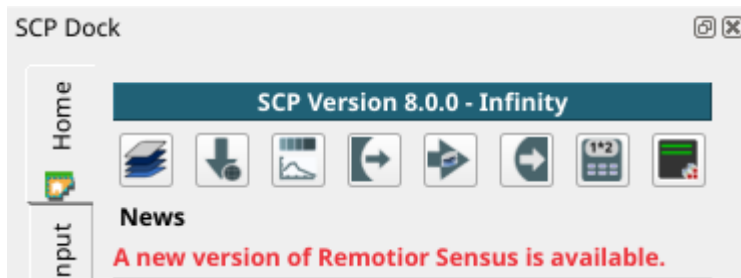 SCP Dock
Home
SCP Version 8.0.0 - Infinity
1*2
News
A new version of Remotior Sensus is available.